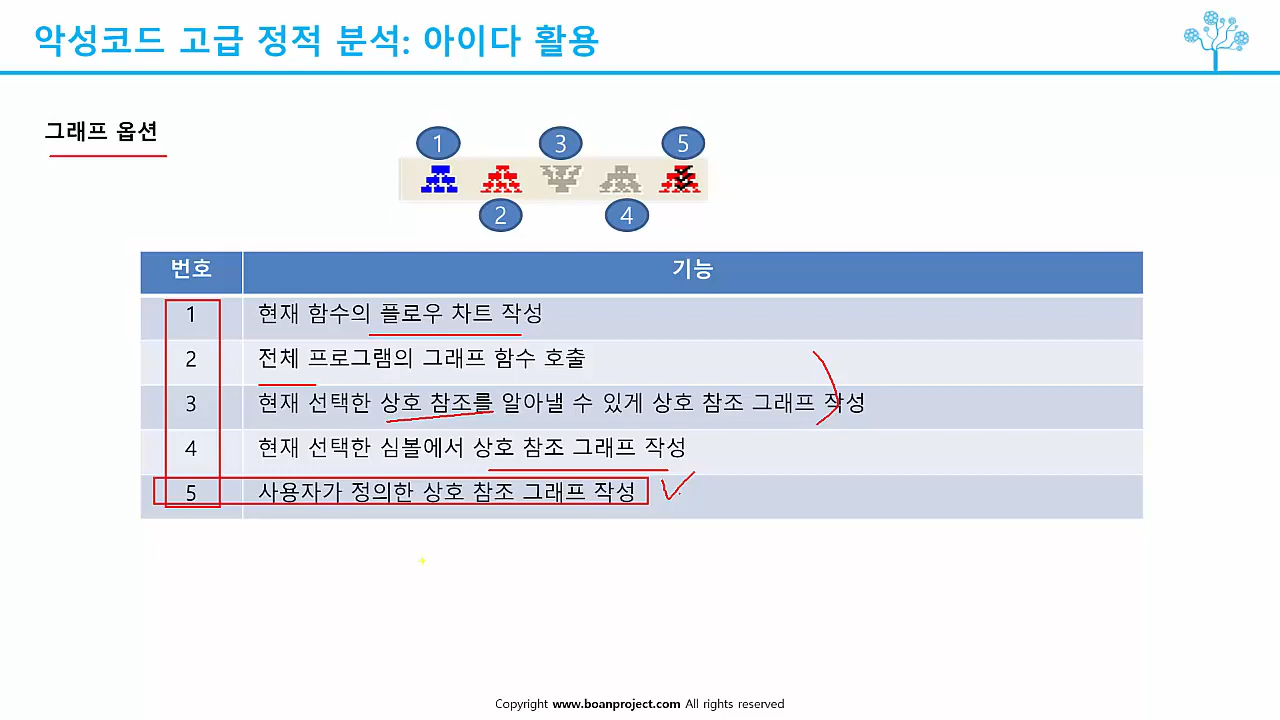 악성코드 고급 정적 분석: 아이다 활용
그래프 옵션
1 3 5
2 4
번호 기능
1 현재 함수의 플로우 차트 작성
2 전체 프로그램의 그래프 함수 호출
3 현재 선택한 상호 참조를 알아낼 수 있게 상호 참조 그래프 작성
4 현재 선택한 심볼에서 상호 참조 그래프 작성
5 사용자가 정의한 상호 참조 그래프 작성
Copyright www.boanproject.com All rights reserved